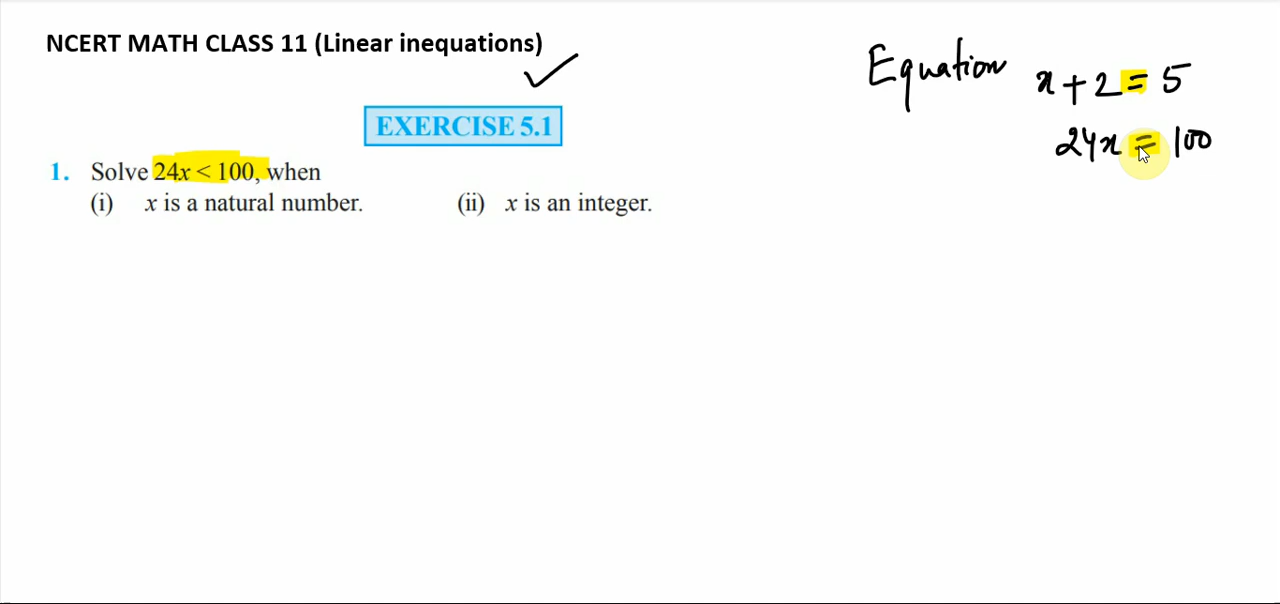 NCERT MATH CLASS 11 (Linear inequations)
Equation x + 2 = 5
24x = 100
EXERCISE 5.1
1. Solve 24x < 100, when
(i) x is a natural number. (ii) x is an integer.